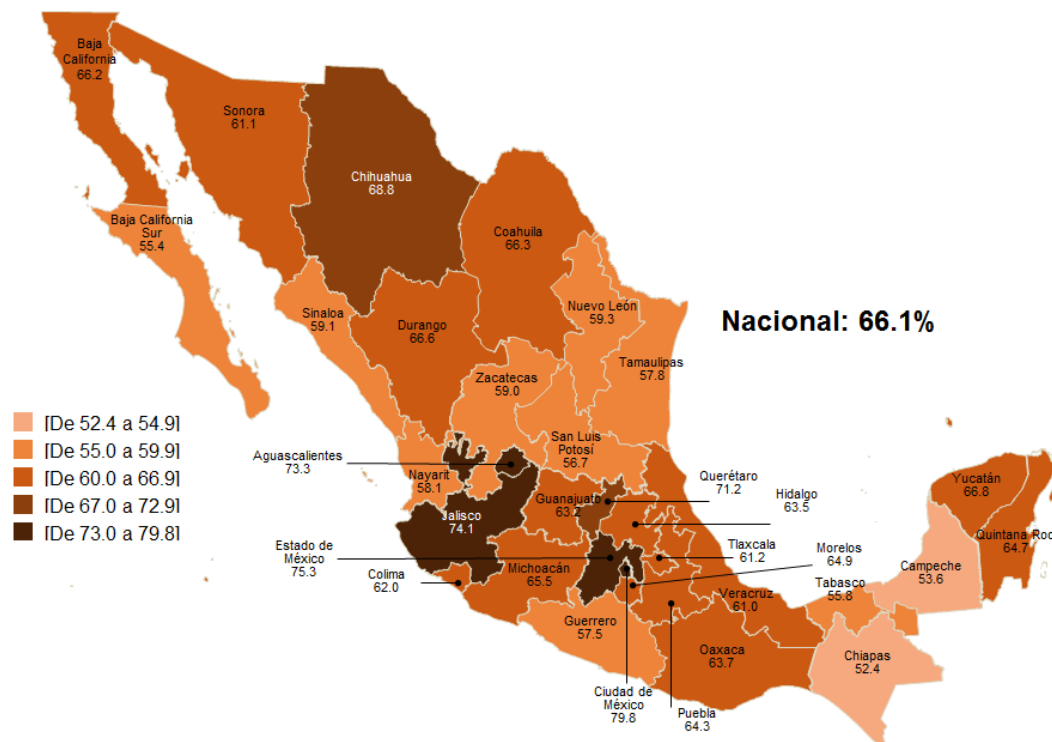 Baja
California
66.2
Sonora
61.1
Chihuahua
68.8
Coahuila
66.3
Baja California
Sur
55.4
Sinaloa
59.1
Durango
66.6
Nuevo León
59.3
Nacional: 66.1%
Tamaulipas
57.8
Zacatecas
59.0
San Luis
Potosí
56.7
[De 52.4 a 54.9]
[De 55.0 a 59.9]
[De 60.0 a 66.9]
[De 67.0 a 72.9]
[De 73.0 a 79.8]
Aguascalientes
73.3
Nayarit
58.1
Jalisco
74.1
Guanajuato
63.2
Querétaro
71.2
Hidalgo
63.5
Yucatán
66.8
Quintana Roo
64.7
Estado de
México
75.3
Colima
62.0
Michoacán
65.5
Tlaxcala
61.2
Morelos
64.9
Campeche
53.6
Tabasco
55.8
Veracruz
61.0
Guerrero
57.5
Oaxaca
63.7
Chiapas
52.4
Ciudad de
México
79.8
Puebla
64.3